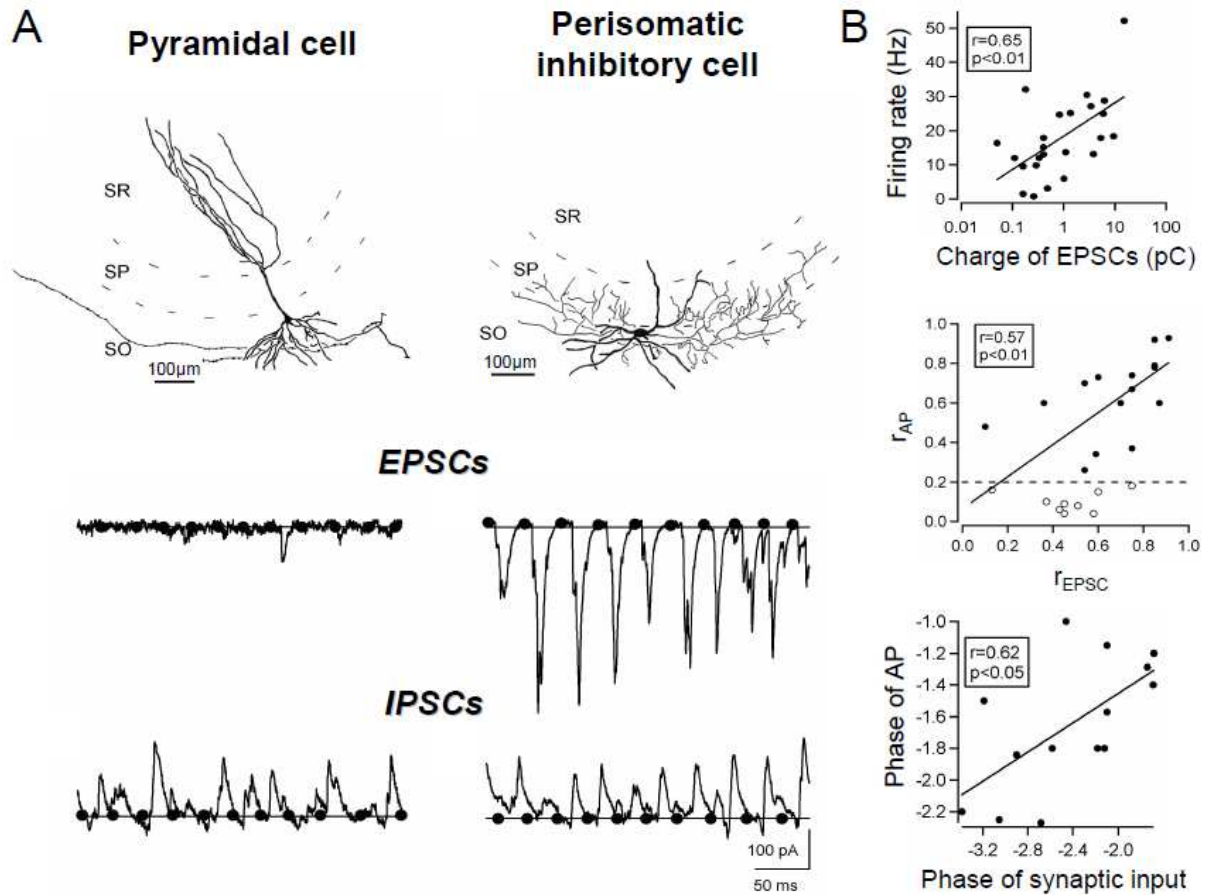 A
Pyramidal cell
Perisomatic
inhibitory cell
SR
SP
SO
100µm
SR
SP
SO
100µm
EPSCs
IPSCs
100 pA
50 ms
B
Firing rate (Hz)
50
40
30
20
10
0
r=0.65
p<0.01
0.01
0.1
1
10
100
Charge of EPSCs (pC)
rAP
1.0
0.8
0.6
0.4
0.2
0.0
r=0.57
p<0.01
0.0
0.2
0.4
0.6
0.8
1.0
rEPSC
Phase of AP
-1.0
-1.2
-1.4
-1.6
-1.8
-2.0
-2.2
r=0.62
p<0.05
-3.2
-2.8
-2.4
-2.0
Phase of synaptic input